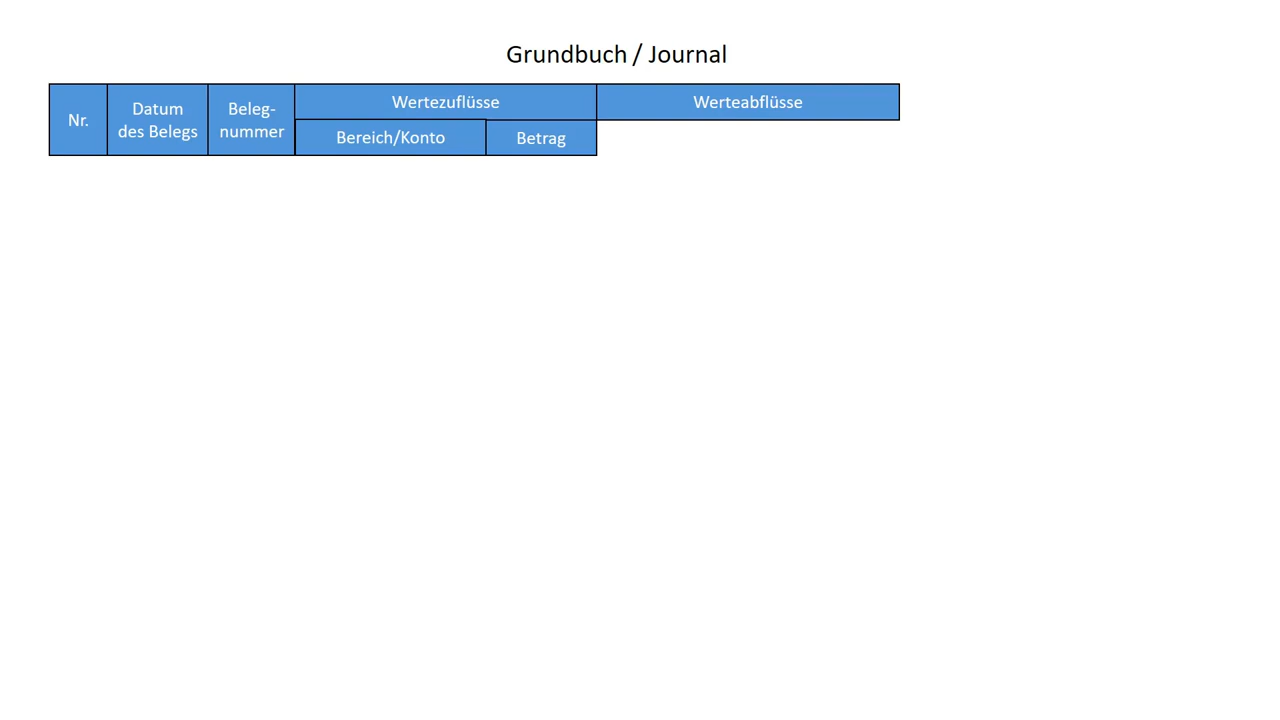 Grundbuch / Journal
Nr.
Datum
des Belegs
Beleg-
nummer
Wertezuflüsse
Werteabflüsse
Bereich/Konto
Betrag